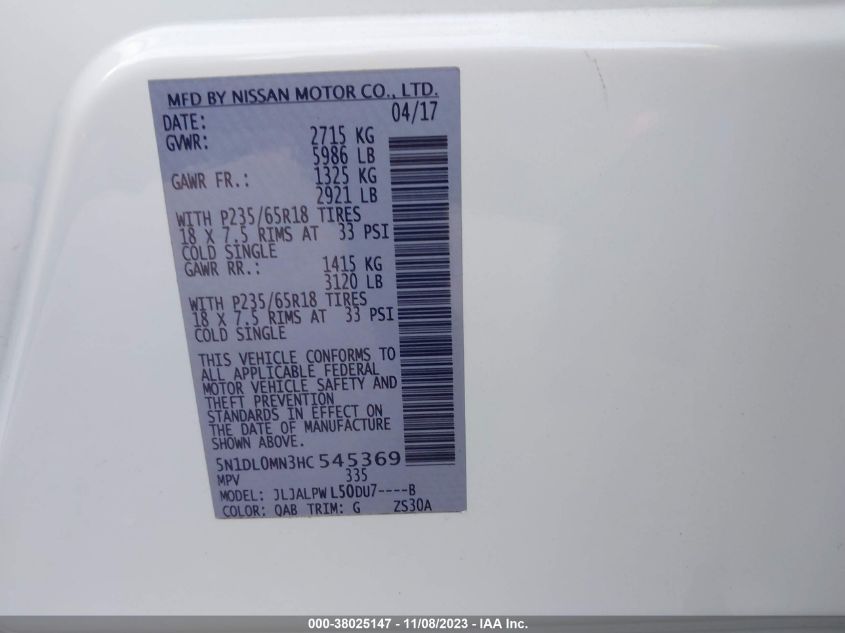 MFD BY NISSAN MOTOR CO., LTD.
DATE: 04/17
GVWR: 2715 KG
5986 LB
GAWR FR.: 1325 KG
2921 LB
WITH P235/65R18 TIRES
18 X 7.5 RIMS AT 33 PSI
COLD SINGLE
GAWR RR.: 1415 KG
3120 LB
WITH P235/65R18 TIRES
18 X 7.5 RIMS AT 33 PSI
COLD SINGLE
THIS VEHICLE CONFORMS TO
ALL APPLICABLE FEDERAL
MOTOR VEHICLE SAFETY AND
THEFT PREVENTION
STANDARDS IN EFFECT ON
THE DATE OF MANUFACTURE
SHOWN ABOVE.
5N1DL0MN3HC545369
MPV 335
MODEL: JLJALPWL50DU7----B
COLOR: QAB TRIM: G ZS30A
000-38025147 - 11/08/2023 - IAA Inc.